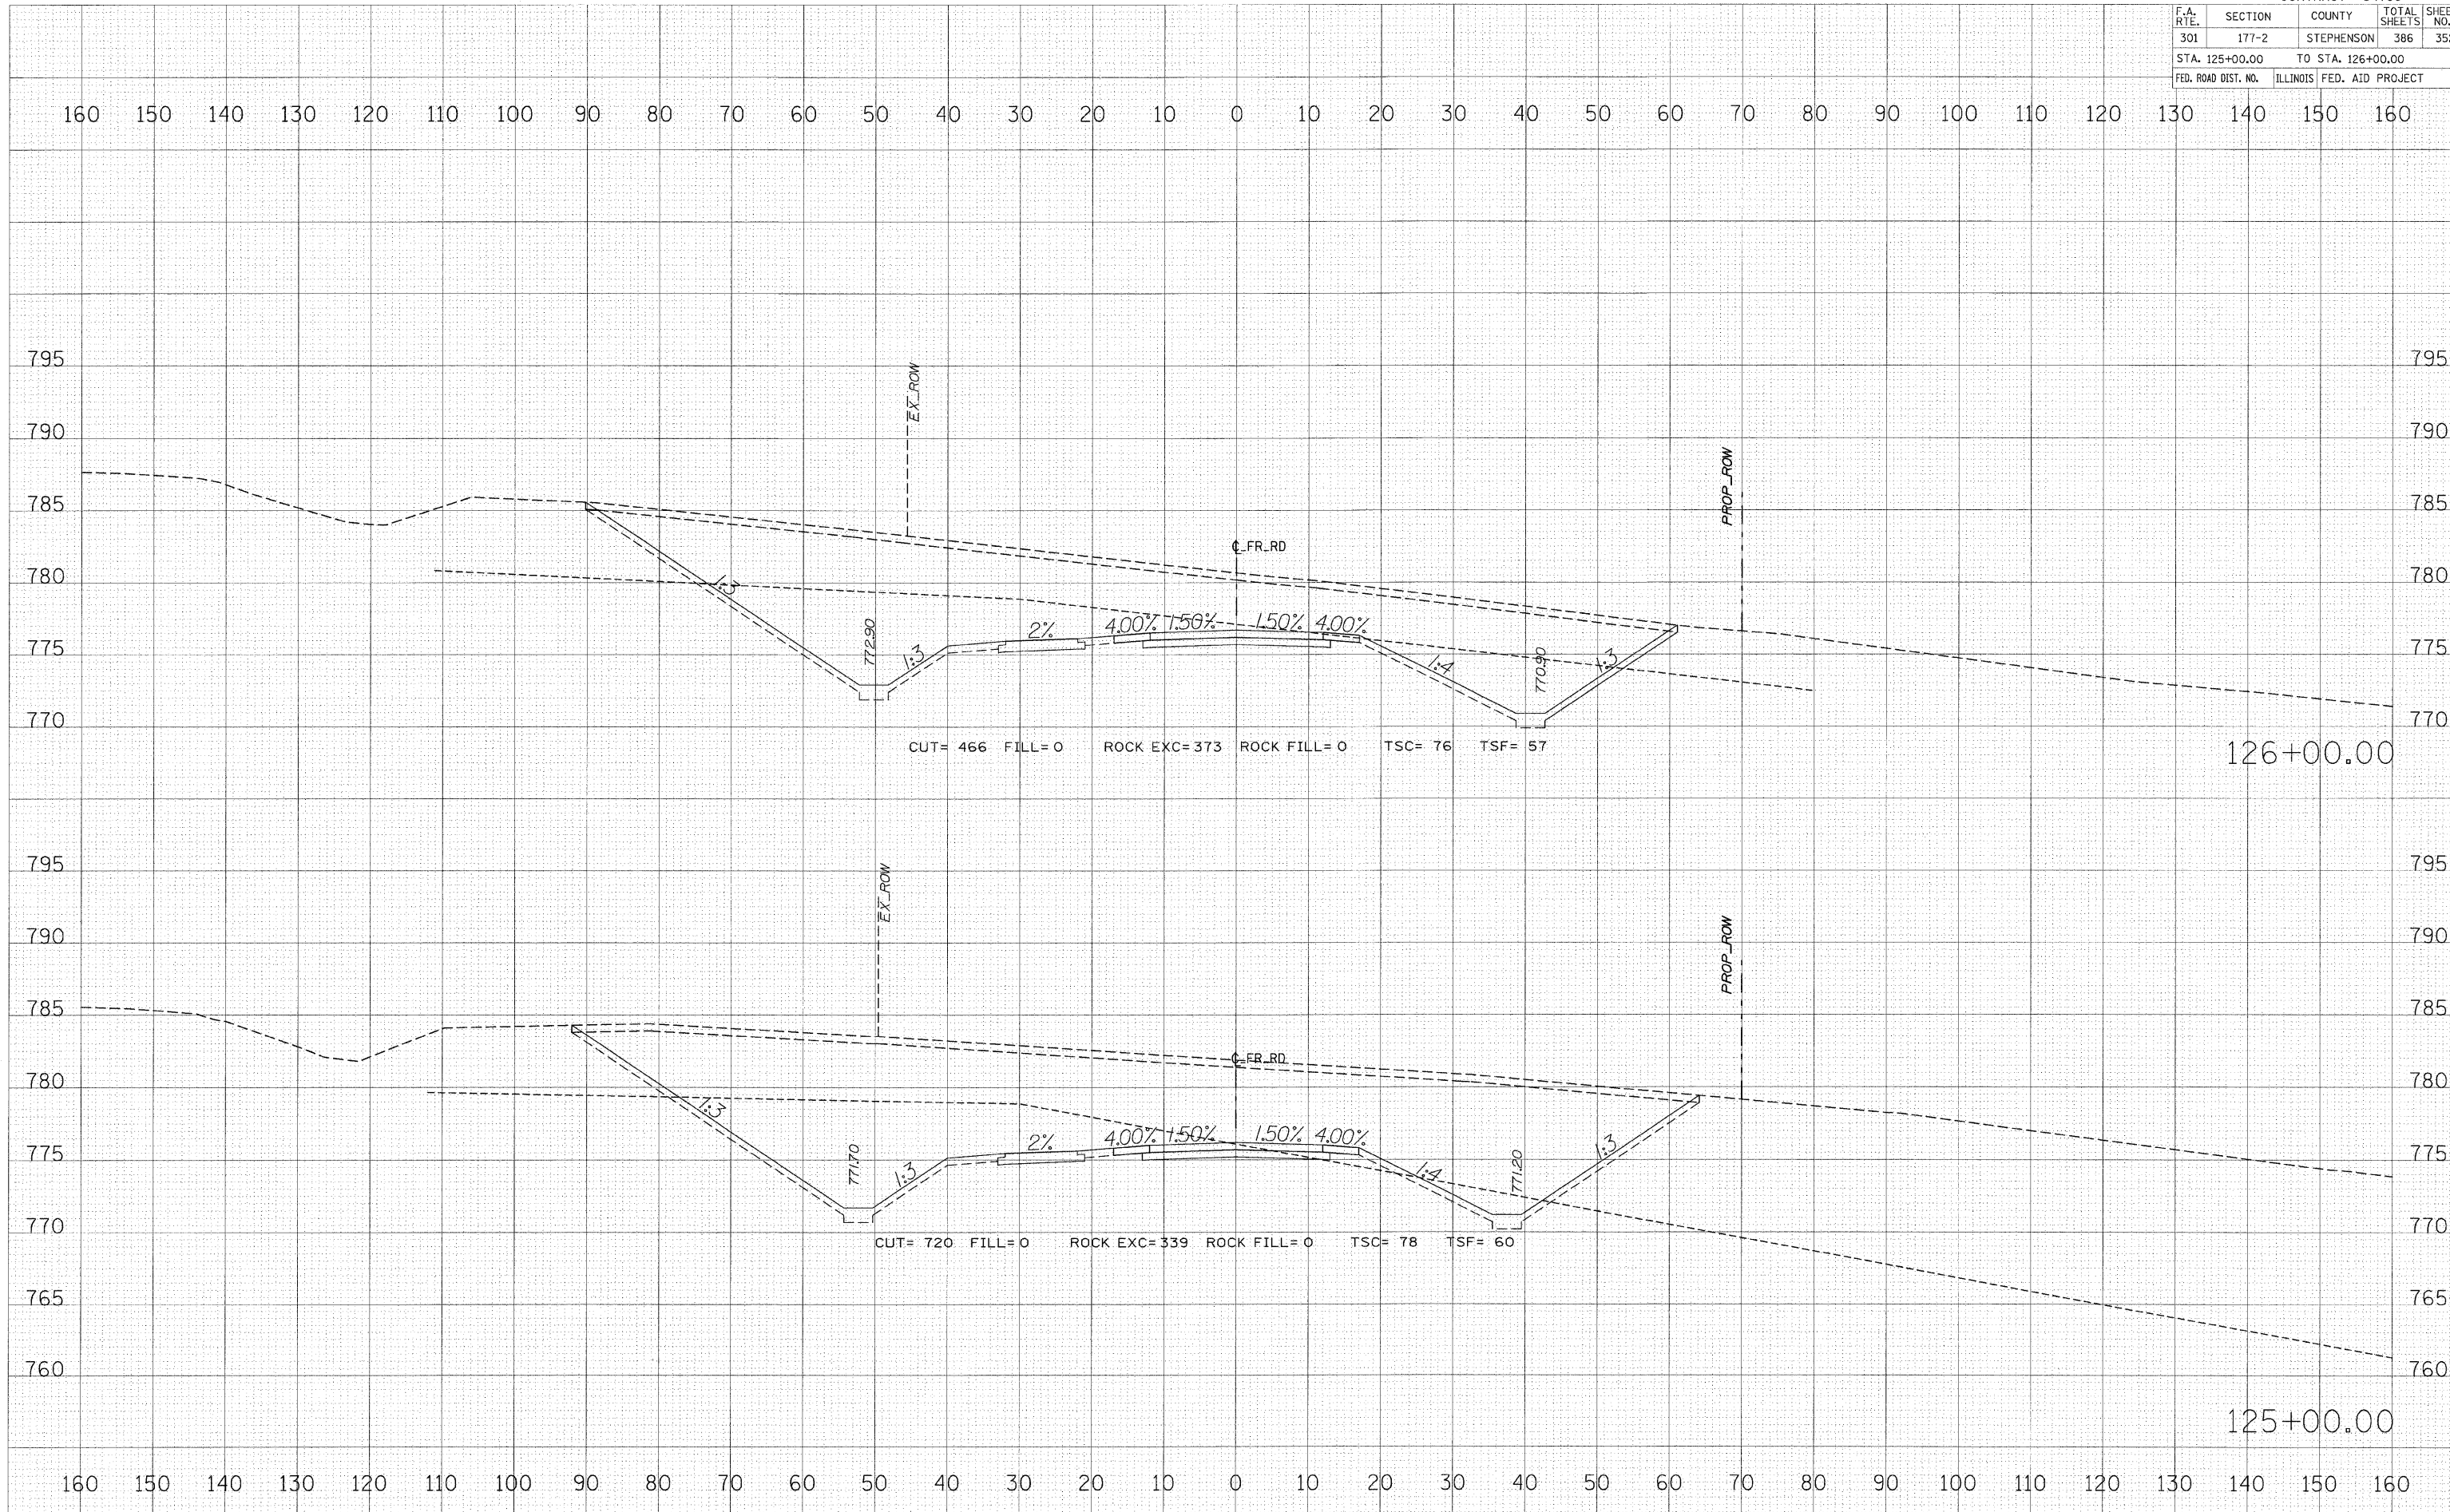 F.A. RTE. SECTION COUNTY TOTAL SHEETS
301 177-2 STEPHENSON 386
STA. 125+00.00 TO STA. 126+00.00
FED. ROAD DIST. NO. ILLINOIS FED. AID PROJECT
160 150 140 130 120 110 100 90 80 70 60 50 40 30 20 10 0 10 20 30 40 50 60 70 80 90 100 110 120 130 140 150 160
795 795
EX_ROW
790 790
PROP_ROW
785 785
℄_FR_RD
780 780
1:3 772.90 1:3 2% 4.00% 1.50% 1.50% 4.00% 1:4 770.90 1:3
775 775
770 770
CUT= 466 FILL= 0 ROCK EXC= 373 ROCK FILL= 0 TSC= 76 TSF= 57
126+00.00
795 795
EX_ROW
790 790
PROP_ROW
785 785
℄_FR_RD
780 780
1:3 771.70 1:3 2% 4.00% 1.50% 1.50% 4.00% 1:4 771.20 1:3
775 775
770 770
CUT= 720 FILL= 0 ROCK EXC= 339 ROCK FILL= 0 TSC= 78 TSF= 60
765 765
760 760
125+00.00
160 150 140 130 120 110 100 90 80 70 60 50 40 30 20 10 0 10 20 30 40 50 60 70 80 90 100 110 120 130 140 150 160